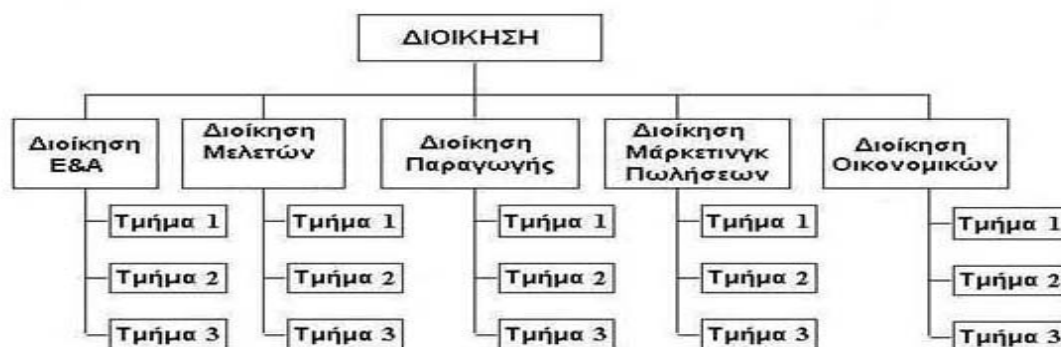 ΔΙΟΙΚΗΣΗ
Διοίκηση
Ε&Α
Διοίκηση
Μελετών
Διοίκηση
Παραγωγής
Διοίκηση
Μάρκετινγκ
Πωλήσεων
Διοίκηση
Οικονομικών
Τμήμα 1
Τμήμα 2
Τμήμα 3
Τμήμα 1
Τμήμα 2
Τμήμα 3
Τμήμα 1
Τμήμα 2
Τμήμα 3
Τμήμα 1
Τμήμα 2
Τμήμα 3
Τμήμα 1
Τμήμα 2
Τμήμα 3